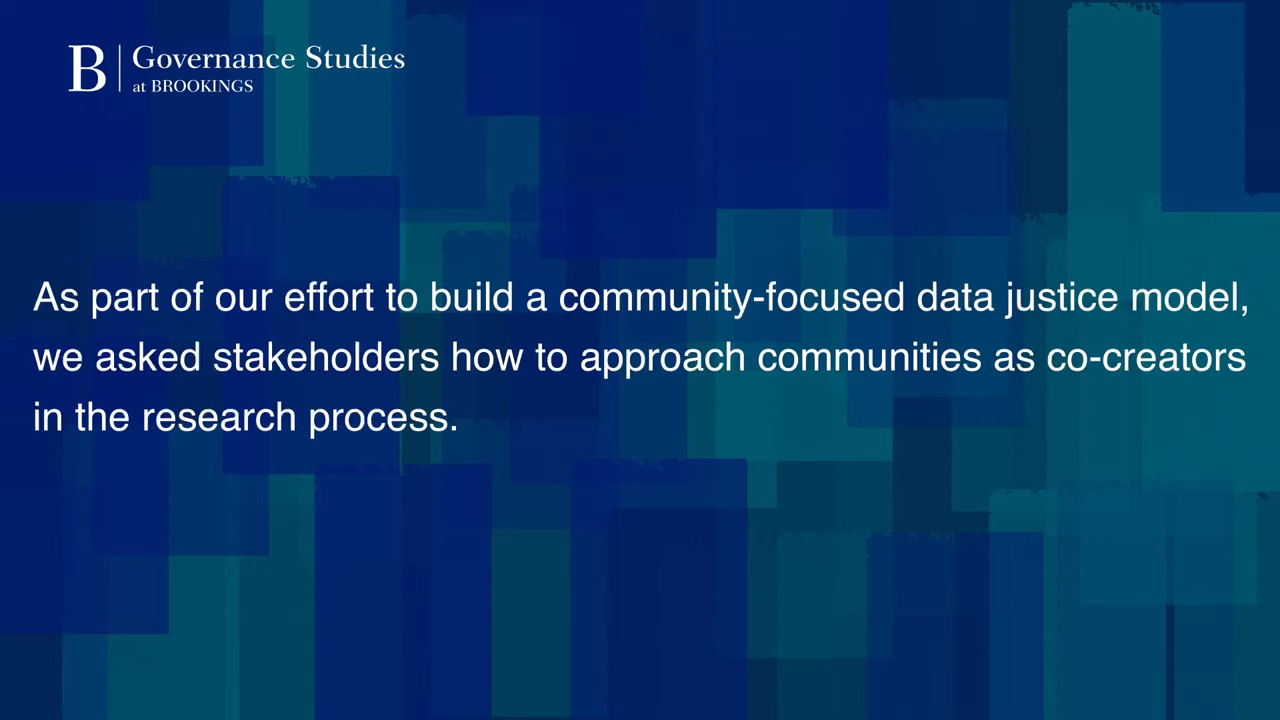 B | Governance Studies
at BROOKINGS
As part of our effort to build a community-focused data justice model,
we asked stakeholders how to approach communities as co-creators
in the research process.